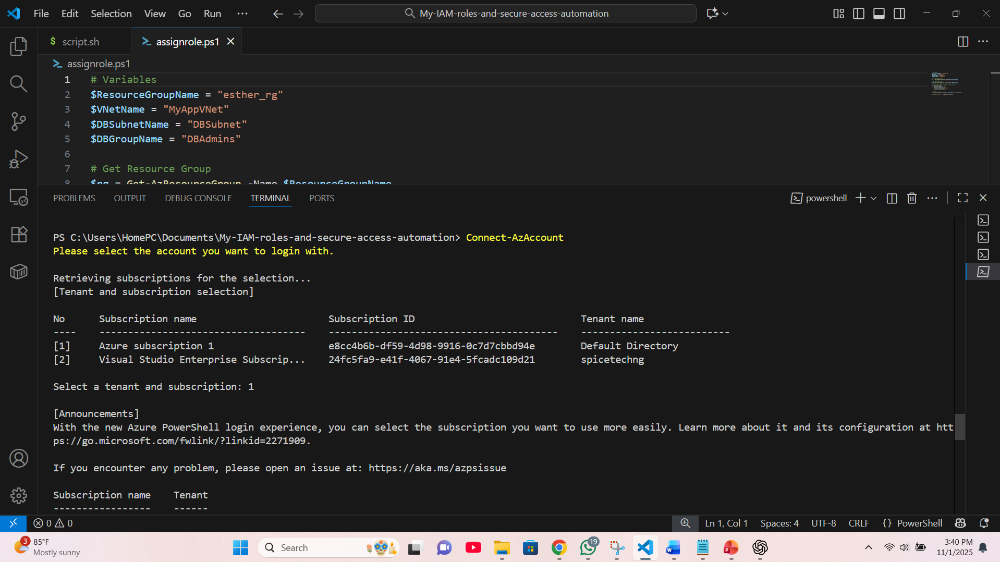 File Edit Selection View Go Run ··· My-IAM-roles-and-secure-access-automation
$ script.sh assignrole.ps1
assignrole.ps1
1 # Variables
2 $ResourceGroupName = "esther_rg"
3 $VNetName = "MyAppVNet"
4 $DBSubnetName = "DBSubnet"
5 $DBGroupName = "DBAdmins"
6
7 # Get Resource Group
8 $rg = Get-AzResourceGroup -Name $ResourceGroupName
PROBLEMS OUTPUT DEBUG CONSOLE TERMINAL PORTS powershell
PS C:\Users\HomePC\Documents\My-IAM-roles-and-secure-access-automation> Connect-AzAccount
Please select the account you want to login with.
Retrieving subscriptions for the selection...
[Tenant and subscription selection]
No Subscription name Subscription ID Tenant name
---- ------------------------------------ ---------------------------------------- --------------------------
[1] Azure subscription 1 e8cc4b6b-df59-4d98-9916-0c7d7cbbd94e Default Directory
[2] Visual Studio Enterprise Subscrip... 24fc5fa9-e41f-4067-91e4-5fcadc109d21 spicetechng
Select a tenant and subscription: 1
[Announcements]
With the new Azure PowerShell login experience, you can select the subscription you want to use more easily. Learn more about it and its configuration at htt
ps://go.microsoft.com/fwlink/?linkid=2271909.
If you encounter any problem, please open an issue at: https://aka.ms/azpsissue
Subscription name Tenant
----------------- ------
0 0 Ln 1, Col 1 Spaces: 4 UTF-8 CRLF {} PowerShell
3 85°F
Mostly sunny
Search
19
3:40 PM
11/1/2025